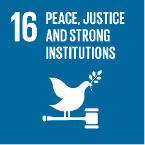 16 PEACE, JUSTICE
AND STRONG
INSTITUTIONS